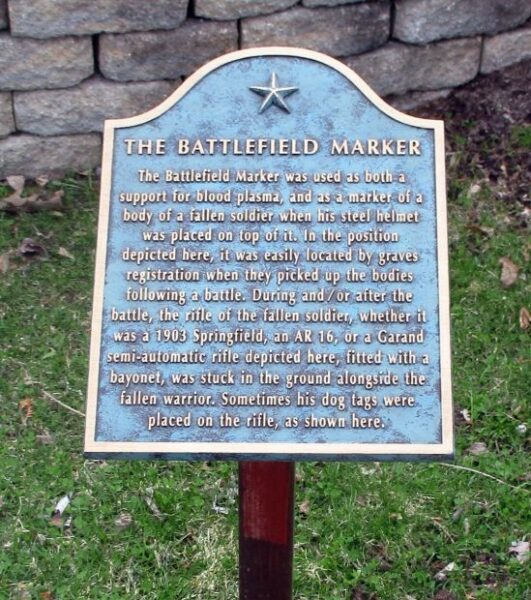 THE BATTLEFIELD MARKER
The Battlefield Marker was used as both a
support for blood plasma, and as a marker of a
body of a fallen soldier when his steel helmet
was placed on top of it. In the position
depicted here, it was easily located by graves
registration when they picked up the bodies
following a battle. During and/or after the
battle, the rifle of the fallen soldier, whether it
was a 1903 Springfield, an AR 16, or a Garand
semi-automatic rifle depicted here, fitted with a
bayonet, was stuck in the ground alongside the
fallen warrior. Sometimes his dog tags were
placed on the rifle, as shown here.